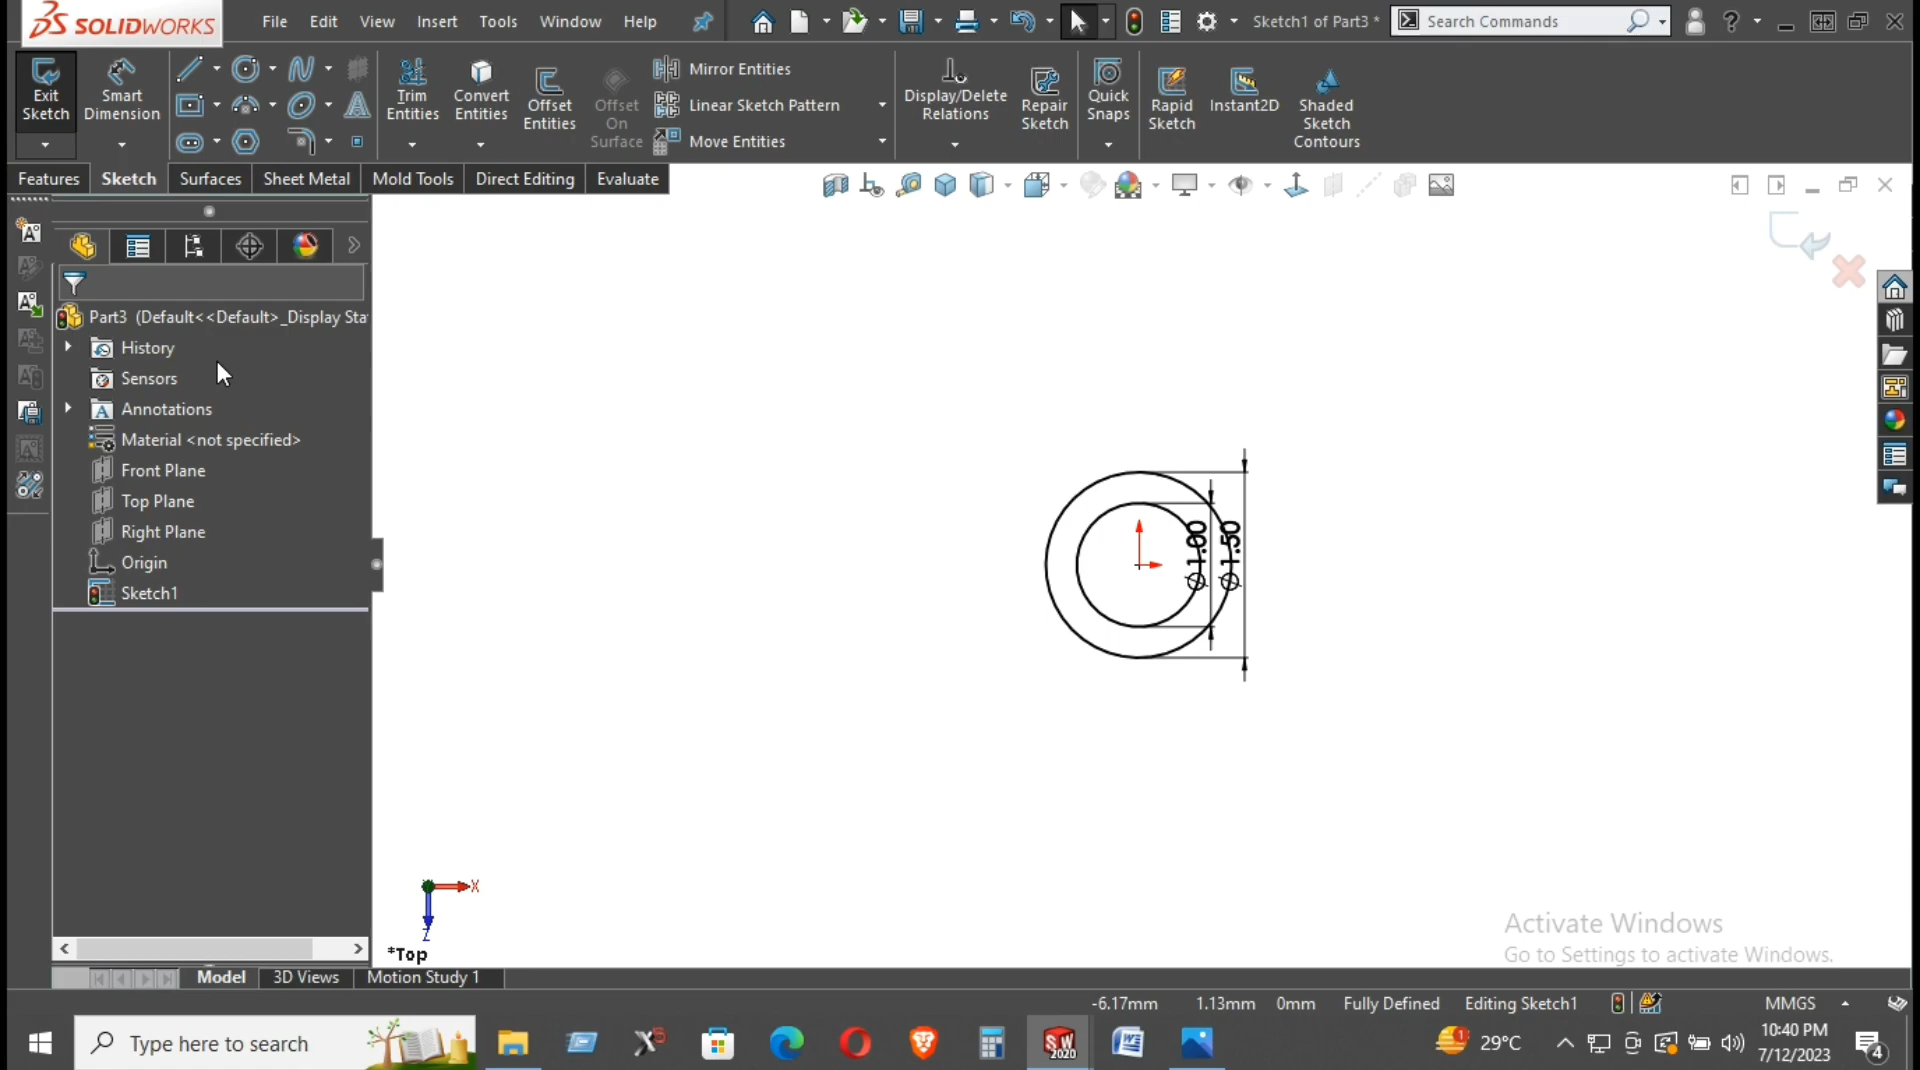 SOLIDWORKS
File Edit View Insert Tools Window Help
Sketch1 of Part3 *
Search Commands
Exit Sketch
Smart Dimension
Trim Entities
Convert Entities
Offset Entities
Offset On Surface
Mirror Entities
Linear Sketch Pattern
Move Entities
Display/Delete Relations
Repair Sketch
Quick Snaps
Rapid Sketch
Instant2D
Shaded Sketch Contours
Features Sketch Surfaces Sheet Metal Mold Tools Direct Editing Evaluate
Part3 (Default<<Default>_Display Sta
History
Sensors
Annotations
Material <not specified>
Front Plane
Top Plane
Right Plane
Origin
Sketch1
Ø1.00
Ø1.50
X
Z
*Top
Activate Windows
Go to Settings to activate Windows.
Model 3D Views Motion Study 1
-6.17mm 1.13mm 0mm Fully Defined Editing Sketch1 MMGS
Type here to search
SW 2020
1
29°C
10:40 PM
7/12/2023
4